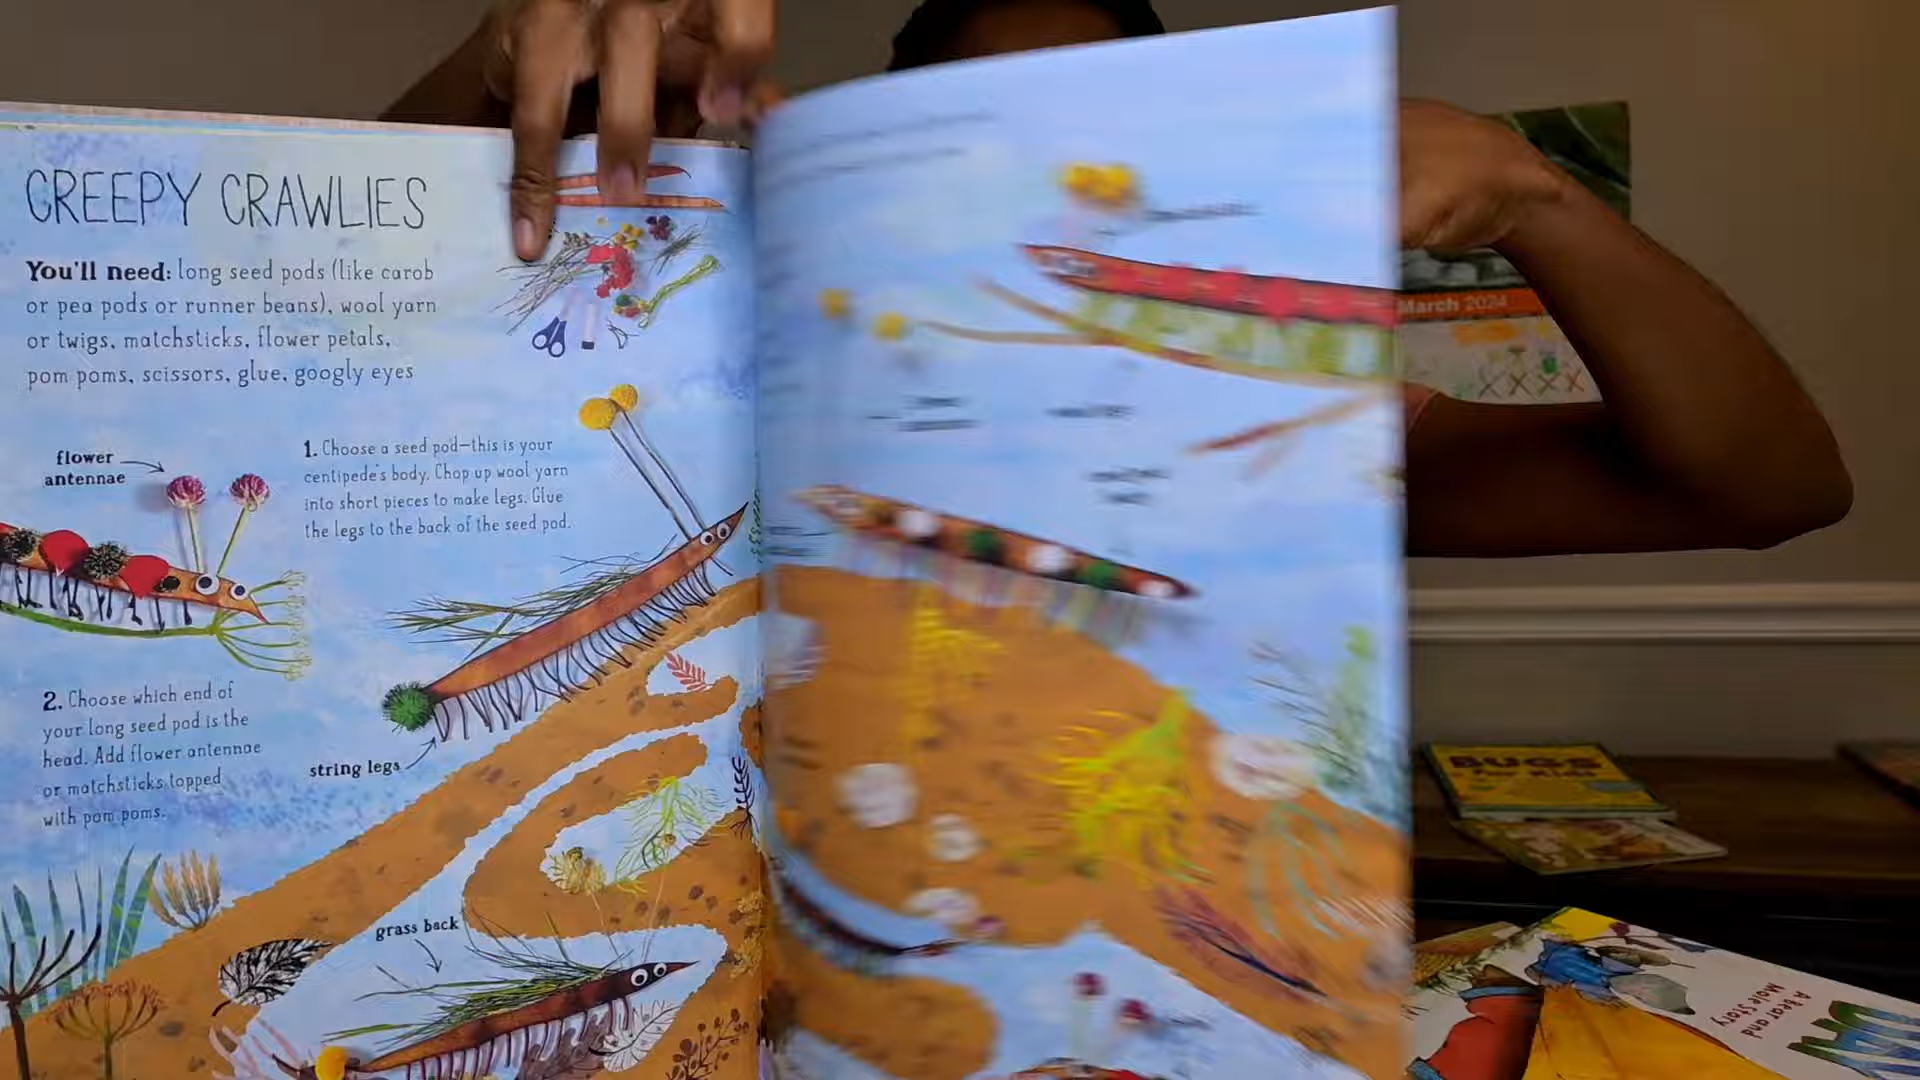 CREEPY CRAWLIES
You'll need: long seed pods (like carob
or pea pods or runner beans), wool yarn
or twigs, matchsticks, flower petals,
pom poms, scissors, glue, googly eyes
flower
antennae
1. Choose a seed pod—this is your
centipede's body. Chop up wool yarn
into short pieces to make legs. Glue
the legs to the back of the seed pod.
2. Choose which end of
your long seed pod is the
head. Add flower antennae
or matchsticks topped
with pom poms.
string legs
grass back
March 2024
BUGS
for Kids
A Bear and
Mole Story